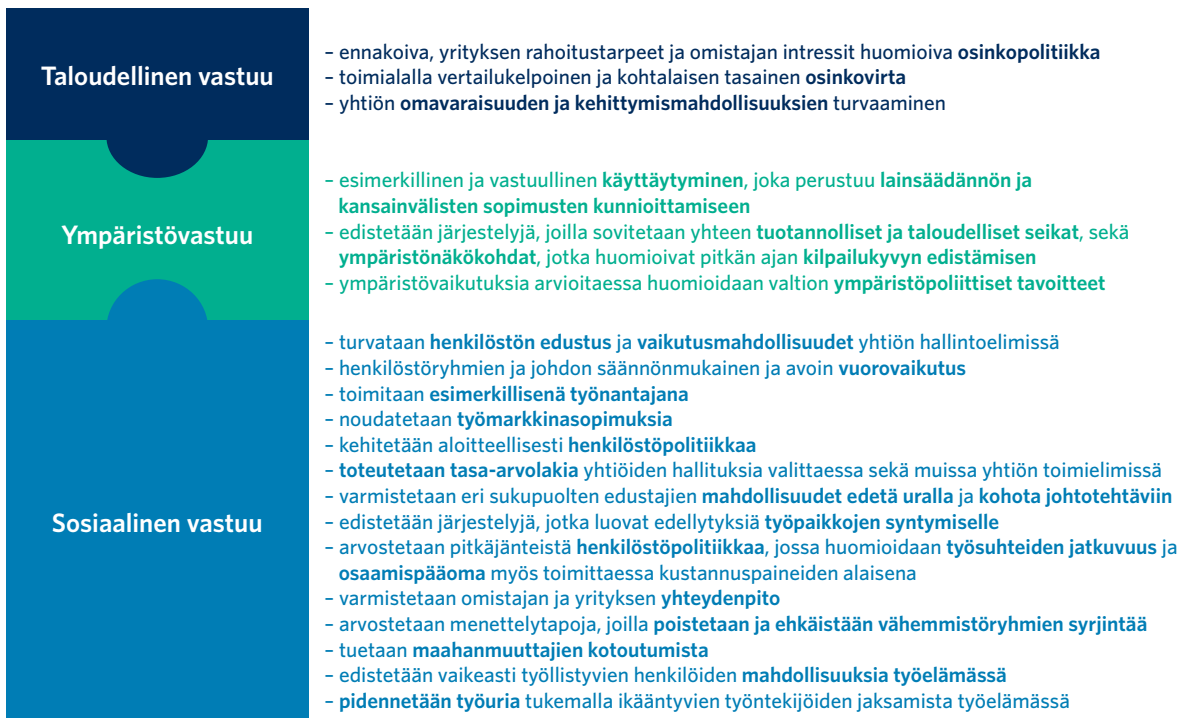 Taloudellinen vastuu
– ennakoiva, yrityksen rahoitustarpeet ja omistajan intressit huomioiva osinkopolitiikka
– toimialalla vertailukelpoinen ja kohtalaisen tasainen osinkovirta
– yhtiön omavaraisuuden ja kehittymismahdollisuuksien turvaaminen
Ympäristövastuu
– esimerkillinen ja vastuullinen käyttäytyminen, joka perustuu lainsäädännön ja
kansainvälisten sopimusten kunnioittamiseen
– edistetään järjestelyjä, joilla sovitetaan yhteen tuotannolliset ja taloudelliset seikat, sekä
ympäristönäkökohdat, jotka huomioivat pitkän ajan kilpailukyvyn edistämisen
– ympäristövaikutuksia arvioitaessa huomioidaan valtion ympäristöpoliittiset tavoitteet
Sosiaalinen vastuu
– turvataan henkilöstön edustus ja vaikutusmahdollisuudet yhtiön hallintoelimissä
– henkilöstöryhmien ja johdon säännönmukainen ja avoin vuorovaikutus
– toimitaan esimerkillisenä työnantajana
– noudatetaan työmarkkinasopimuksia
– kehitetään aloitteellisesti henkilöstöpolitiikkaa
– toteutetaan tasa-arvolakia yhtiöiden hallituksia valittaessa sekä muissa yhtiön toimielimissä
– varmistetaan eri sukupuolten edustajien mahdollisuudet edetä uralla ja kohota johtotehtäviin
– edistetään järjestelyjä, jotka luovat edellytyksiä työpaikkojen syntymiselle
– arvostetaan pitkäjänteistä henkilöstöpolitiikkaa, jossa huomioidaan työsuhteiden jatkuvuus ja
osaamispääoma myös toimittaessa kustannuspaineiden alaisena
– varmistetaan omistajan ja yrityksen yhteydenpito
– arvostetaan menettelytapoja, joilla poistetaan ja ehkäistään vähemmistöryhmien syrjintää
– tuetaan maahanmuuttajien kotoutumista
– edistetään vaikeasti työllistyvien henkilöiden mahdollisuuksia työelämässä
– pidennetään työuria tukemalla ikääntyvien työntekijöiden jaksamista työelämässä